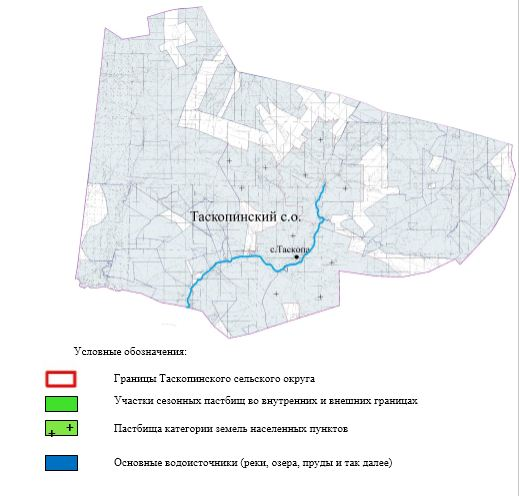 Таскопинский с.о.
с.Таскопа
Условные обозначения:
Границы Таскопинского сельского округа
Участки сезонных пастбищ во внутренних и внешних границах
Пастбища категории земель населенных пунктов
Основные водоисточники (реки, озера, пруды и так далее)